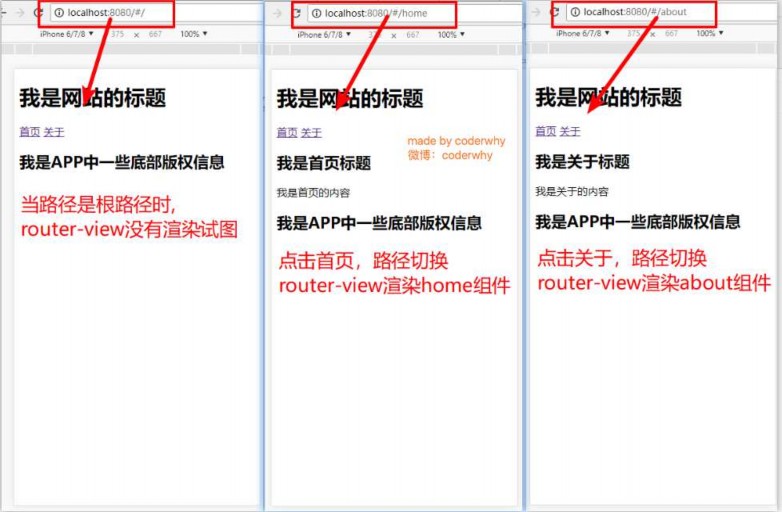 localhost:8080/#/
iPhone 6/7/8 ▼ 375 × 667 100% ▼
我是网站的标题
首页 关于
我是APP中一些底部版权信息
当路径是根路径时,
router-view没有渲染试图
localhost:8080/#/home
iPhone 6/7/8 ▼ 375 × 667 100% ▼
我是网站的标题
首页 关于
made by coderwhy
微博：coderwhy
我是首页标题
我是首页的内容
我是APP中一些底部版权信息
点击首页，路径切换
router-view渲染home组件
localhost:8080/#/about
iPhone 6/7/8 ▼ 375 × 667 100% ▼
我是网站的标题
首页 关于
我是关于标题
我是关于的内容
我是APP中一些底部版权信息
点击关于，路径切换
router-view渲染about组件